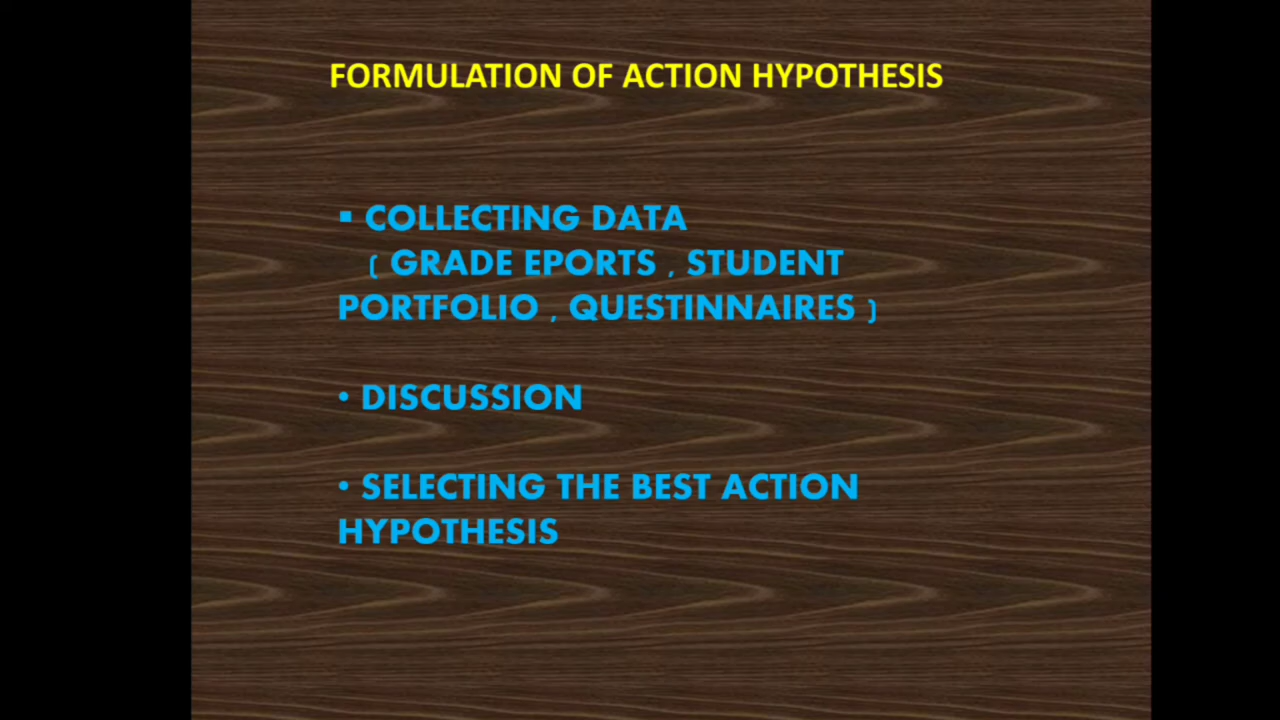 FORMULATION OF ACTION HYPOTHESIS
▪ COLLECTING DATA
( GRADE EPORTS , STUDENT
PORTFOLIO , QUESTINNAIRES )
• DISCUSSION
• SELECTING THE BEST ACTION
HYPOTHESIS